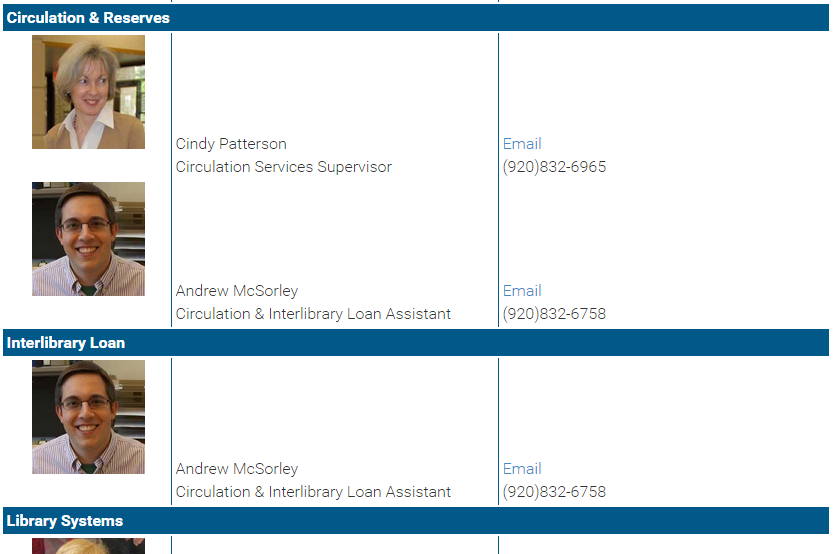 Circulation & Reserves
Cindy Patterson
Circulation Services Supervisor
Email
(920)832-6965
Andrew McSorley
Circulation & Interlibrary Loan Assistant
Email
(920)832-6758
Interlibrary Loan
Andrew McSorley
Circulation & Interlibrary Loan Assistant
Email
(920)832-6758
Library Systems